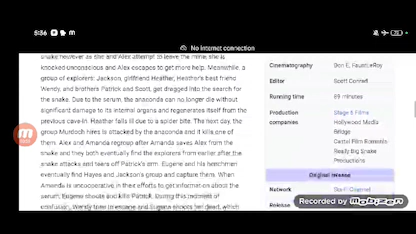 5:36
No internet connection
snake however as she and Alex attempt to leave the mine, she is
knocked unconscious and Alex escapes to get more help. Meanwhile, a
group of explorers: Jackson, girlfriend Heather, Heather's best friend
Wendy, and brothers Patrick and Scott, get dragged into the search for
the snake. Due to the serum, the anaconda can no longer die without
significant damage to its internal organs and regenerates itself from the
previous cave-in. Heather falls ill due to a spider bite. The next day, the
group Murdoch hires is attacked by the anaconda and it kills one of
them. Alex and Amanda regroup after Amanda saves Alex from the
snake and they both eventually find the explorers from earlier after the
snake attacks and tears off Patrick's arm. Eugene and his henchmen
eventually find Hayes and Jackson's group and capture them. When
Amanda is uncooperative in their efforts to get information about the
serum, Eugene shoots and kills Patrick. During this moment of
confusion, Wendy tries to escape and Eugene shoots her dead, which
Cinematography Don E. FauntLeRoy
Editor Scott Conrad
Running time 89 minutes
Production companies Stage 6 Films
Hollywood Media
Bridge
Castel Film Romania
Really Big Snake
Productions
Original release
Network Sci-Fi Channel
Release
Recorded by mobizen